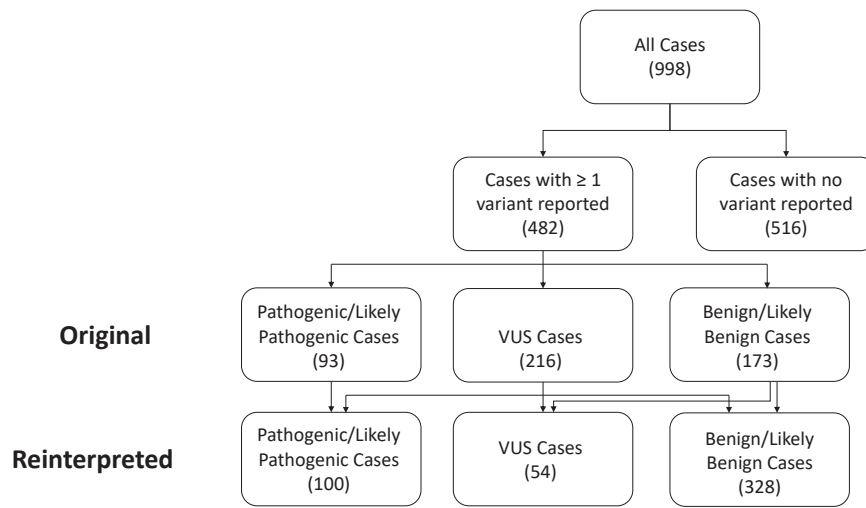 All Cases
(998)
Cases with ≥ 1
variant reported
(482)
Cases with no
variant reported
(516)
Original
Pathogenic/Likely
Pathogenic Cases
(93)
VUS Cases
(216)
Benign/Likely
Benign Cases
(173)
Reinterpreted
Pathogenic/Likely
Pathogenic Cases
(100)
VUS Cases
(54)
Benign/Likely
Benign Cases
(328)